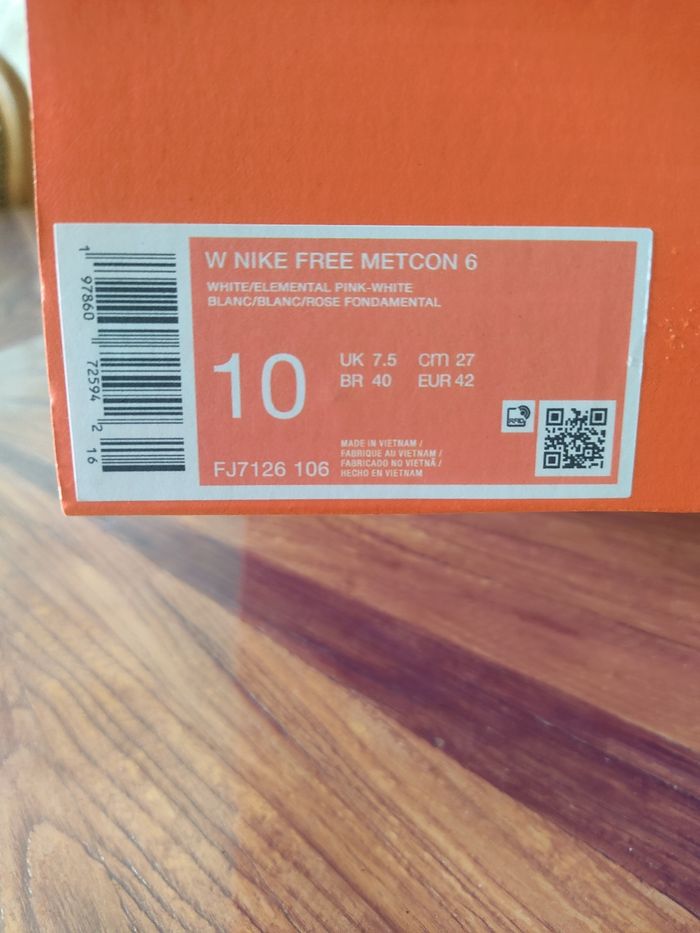 W NIKE FREE METCON 6
WHITE/ELEMENTAL PINK-WHITE
BLANC/BLANC/ROSE FONDAMENTAL
10
UK 7.5 cm 27
BR 40 EUR 42
MADE IN VIETNAM /
FABRIQUE AU VIETNAM /
FABRICADO NO VIETNÃ /
HECHO EN VIETNAM
FJ7126 106
RFID
1 97860 72594 2 16